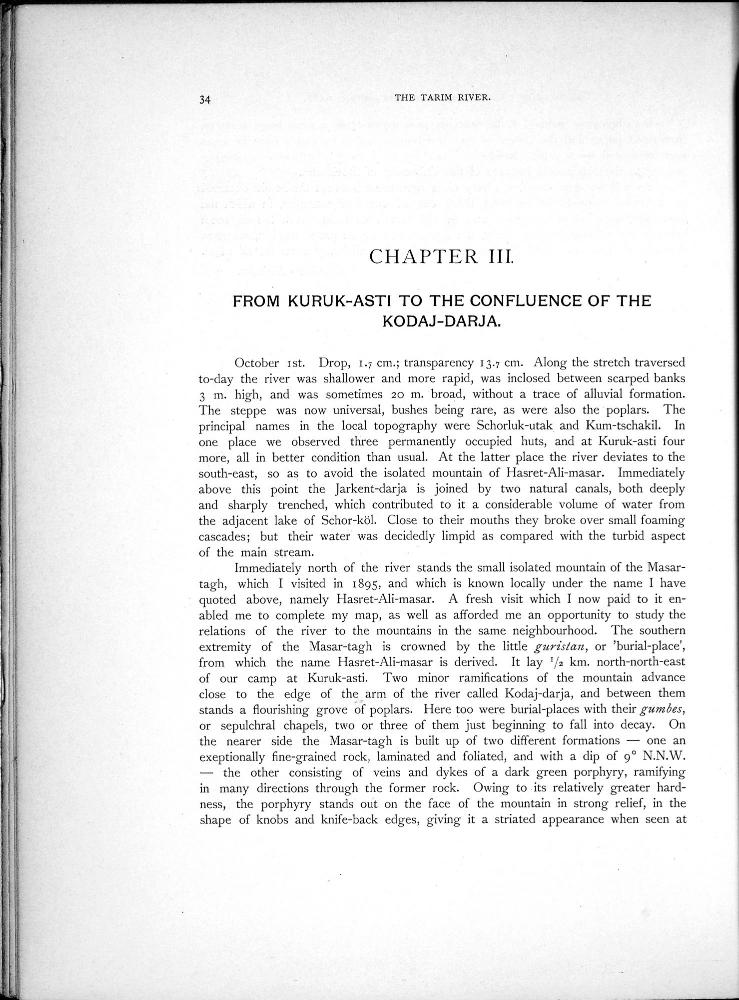 34
THE TARIM RIVER.
CHAPTER III.
FROM KURUK-ASTI TO THE CONFLUENCE OF THE
KODAJ-DARJA.
October 1st. Drop, 1.7 cm.; transparency 13.7 cm. Along the stretch traversed
to-day the river was shallower and more rapid, was inclosed between scarped banks
3 m. high, and was sometimes 20 m. broad, without a trace of alluvial formation.
The steppe was now universal, bushes being rare, as were also the poplars. The
principal names in the local topography were Schorluk-utak and Kum-tschakil. In
one place we observed three permanently occupied huts, and at Kuruk-asti four
more, all in better condition than usual. At the latter place the river deviates to the
south-east, so as to avoid the isolated mountain of Hasret-Ali-masar. Immediately
above this point the Jarkent-darja is joined by two natural canals, both deeply
and sharply trenched, which contributed to it a considerable volume of water from
the adjacent lake of Schor-köl. Close to their mouths they broke over small foaming
cascades; but their water was decidedly limpid as compared with the turbid aspect
of the main stream.
Immediately north of the river stands the small isolated mountain of the Masar-
tagh, which I visited in 1895, and which is known locally under the name I have
quoted above, namely Hasret-Ali-masar. A fresh visit which I now paid to it en-
abled me to complete my map, as well as afforded me an opportunity to study the
relations of the river to the mountains in the same neighbourhood. The southern
extremity of the Masar-tagh is crowned by the little guristan, or 'burial-place',
from which the name Hasret-Ali-masar is derived. It lay 1/2 km. north-north-east
of our camp at Kuruk-asti. Two minor ramifications of the mountain advance
close to the edge of the arm of the river called Kodaj-darja, and between them
stands a flourishing grove of poplars. Here too were burial-places with their gumbes,
or sepulchral chapels, two or three of them just beginning to fall into decay. On
the nearer side the Masar-tagh is built up of two different formations — one an
exeptionally fine-grained rock, laminated and foliated, and with a dip of 9° N.N.W.
— the other consisting of veins and dykes of a dark green porphyry, ramifying
in many directions through the former rock. Owing to its relatively greater hard-
ness, the porphyry stands out on the face of the mountain in strong relief, in the
shape of knobs and knife-back edges, giving it a striated appearance when seen at